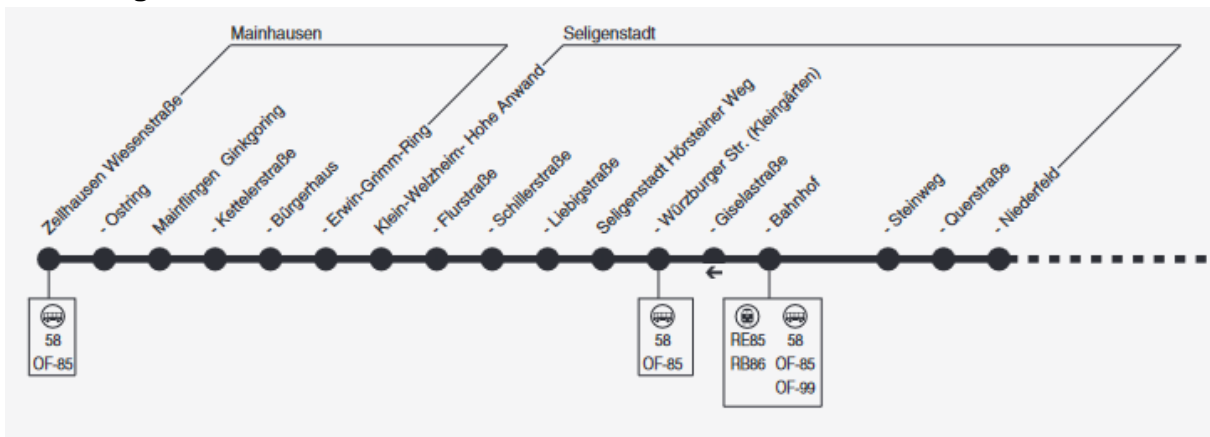 Mainhausen
Seligenstadt
Zellhausen Wiesenstraße
- Ostring
Mainflingen Ginkgoring
- Kettelerstraße
- Bürgerhaus
- Erwin-Grimm-Ring
Klein-Welzheim- Hohe Anwand
- Flurstraße
- Schillerstraße
- Liebigstraße
Seligenstadt Hörsteiner Weg
- Würzburger Str. (Kleingärten)
- Giselastraße
- Bahnhof
- Steinweg
- Querstraße
- Niederfeld
58
OF-85
58
OF-85
RE85 58
RB86 OF-85
OF-99